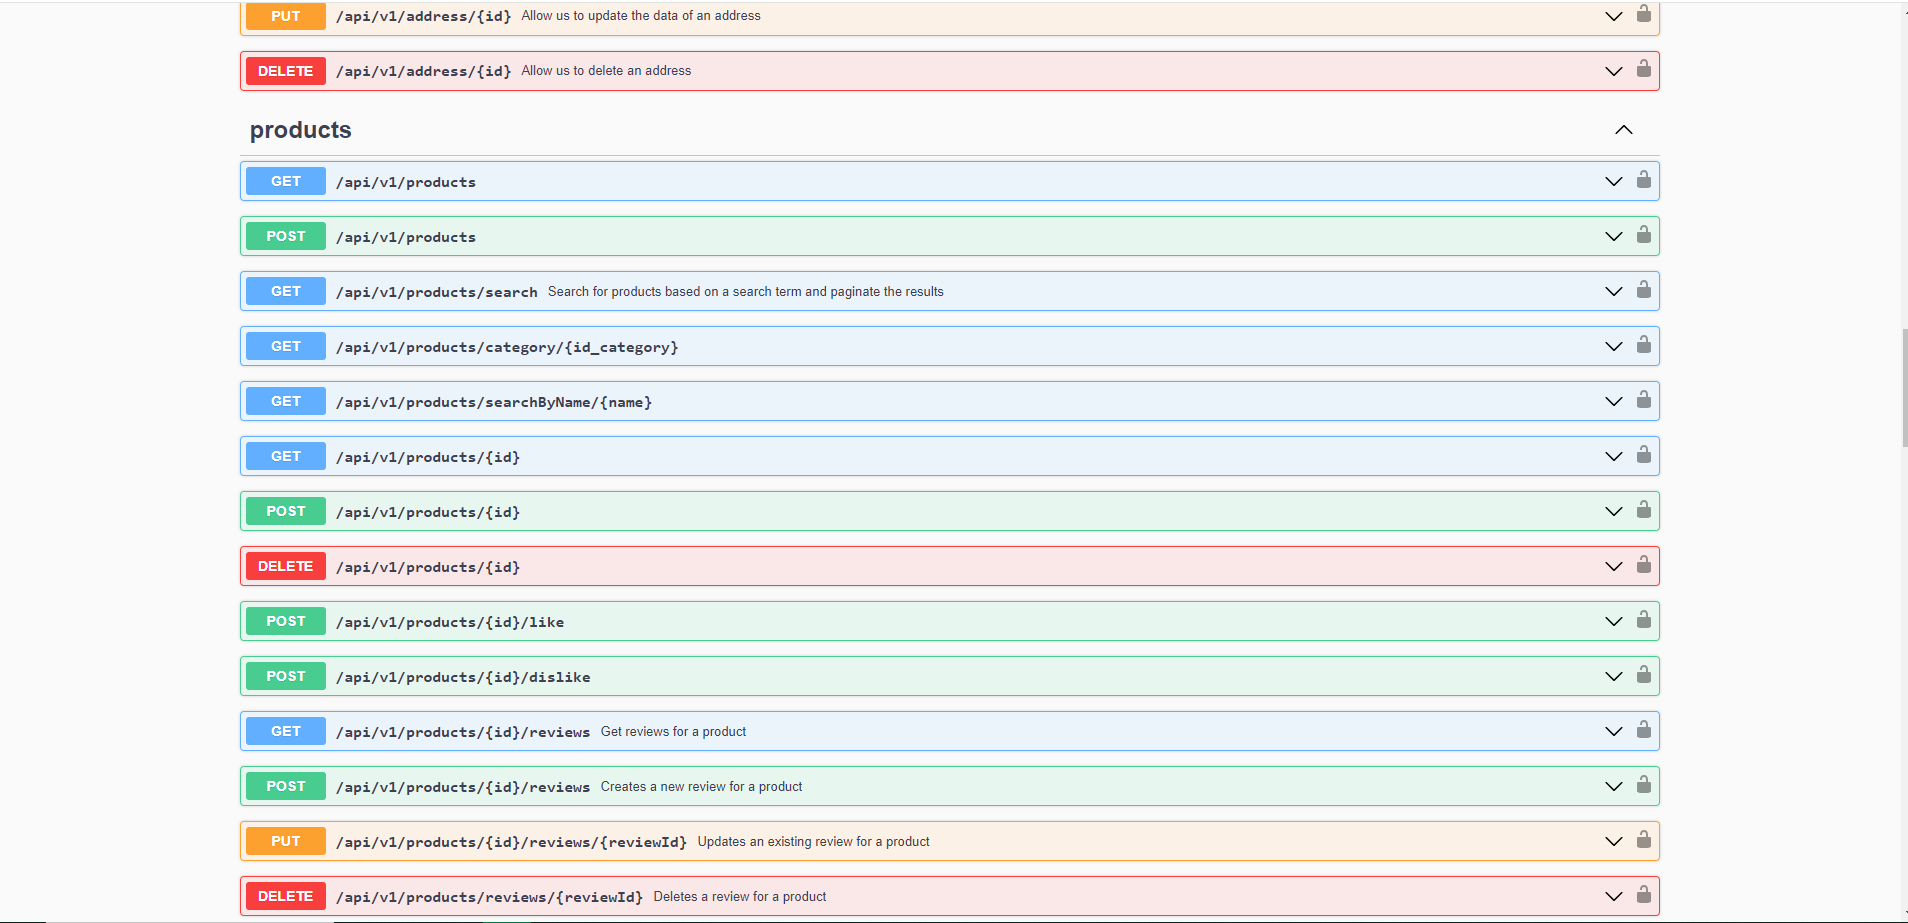 PUT /api/v1/address/{id} Allow us to update the data of an address
DELETE /api/v1/address/{id} Allow us to delete an address
products
GET /api/v1/products
POST /api/v1/products
GET /api/v1/products/search Search for products based on a search term and paginate the results
GET /api/v1/products/category/{id_category}
GET /api/v1/products/searchByName/{name}
GET /api/v1/products/{id}
POST /api/v1/products/{id}
DELETE /api/v1/products/{id}
POST /api/v1/products/{id}/like
POST /api/v1/products/{id}/dislike
GET /api/v1/products/{id}/reviews Get reviews for a product
POST /api/v1/products/{id}/reviews Creates a new review for a product
PUT /api/v1/products/{id}/reviews/{reviewId} Updates an existing review for a product
DELETE /api/v1/products/reviews/{reviewId} Deletes a review for a product